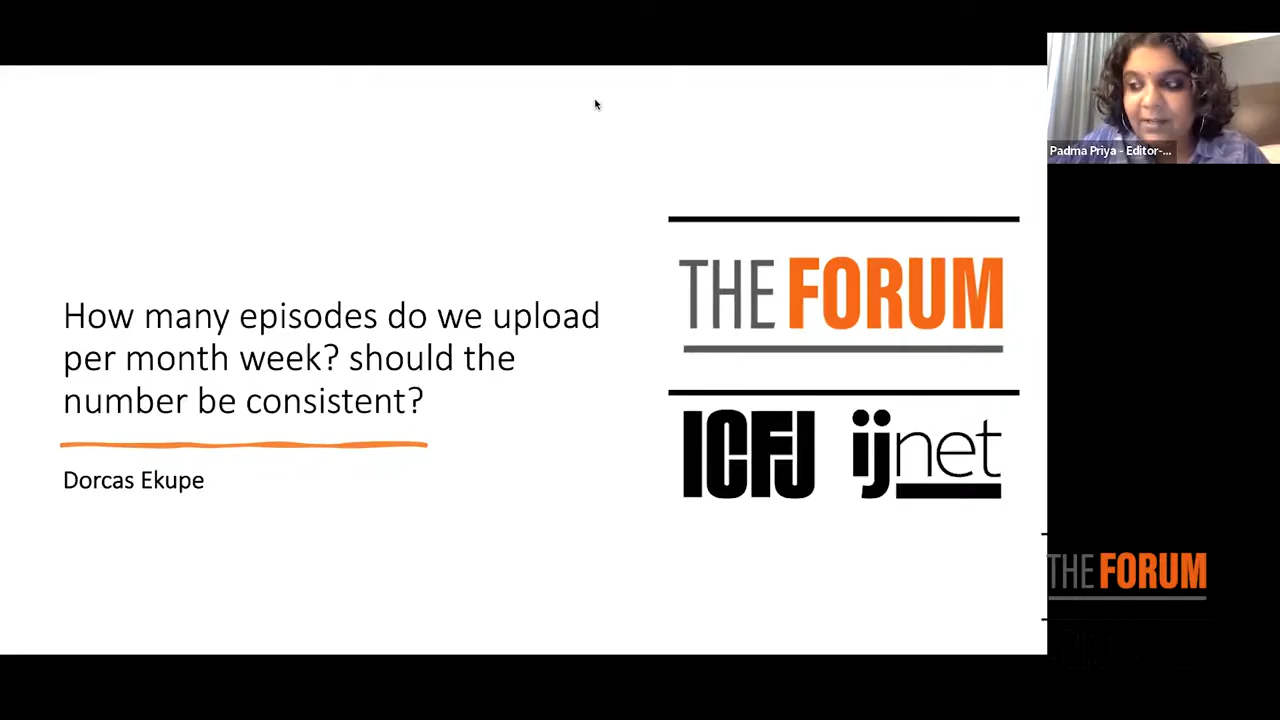 How many episodes do we upload
per month week? should the
number be consistent?
Dorcas Ekupe
THE FORUM
ICFJ ijnet
Padma Priya - Editor-...
THE FORUM